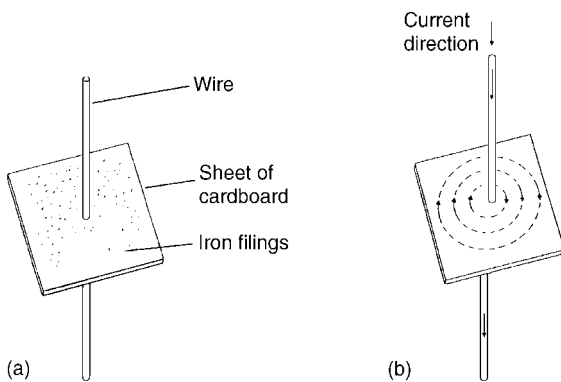 Wire
Sheet of
cardboard
Iron filings
(a)
Current
direction
(b)